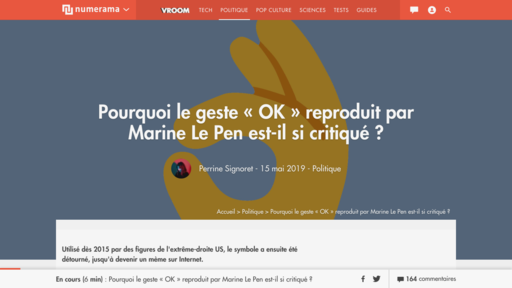 numerama
VROOM TECH POLITIQUE POP CULTURE SCIENCES TESTS GUIDES
Pourquoi le geste « OK » reproduit par
Marine Le Pen est-il si critiqué ?
Perrine Signoret - 15 mai 2019 - Politique
Accueil > Politique > Pourquoi le geste « OK » reproduit par Marine Le Pen est-il si critiqué ?
Utilisé dès 2015 par des figures de l'extrême-droite US, le symbole a ensuite été
détourné, jusqu'à devenir un même sur Internet.
En cours (6 min) : Pourquoi le geste « OK » reproduit par Marine Le Pen est-il si critiqué ?
164 commentaires